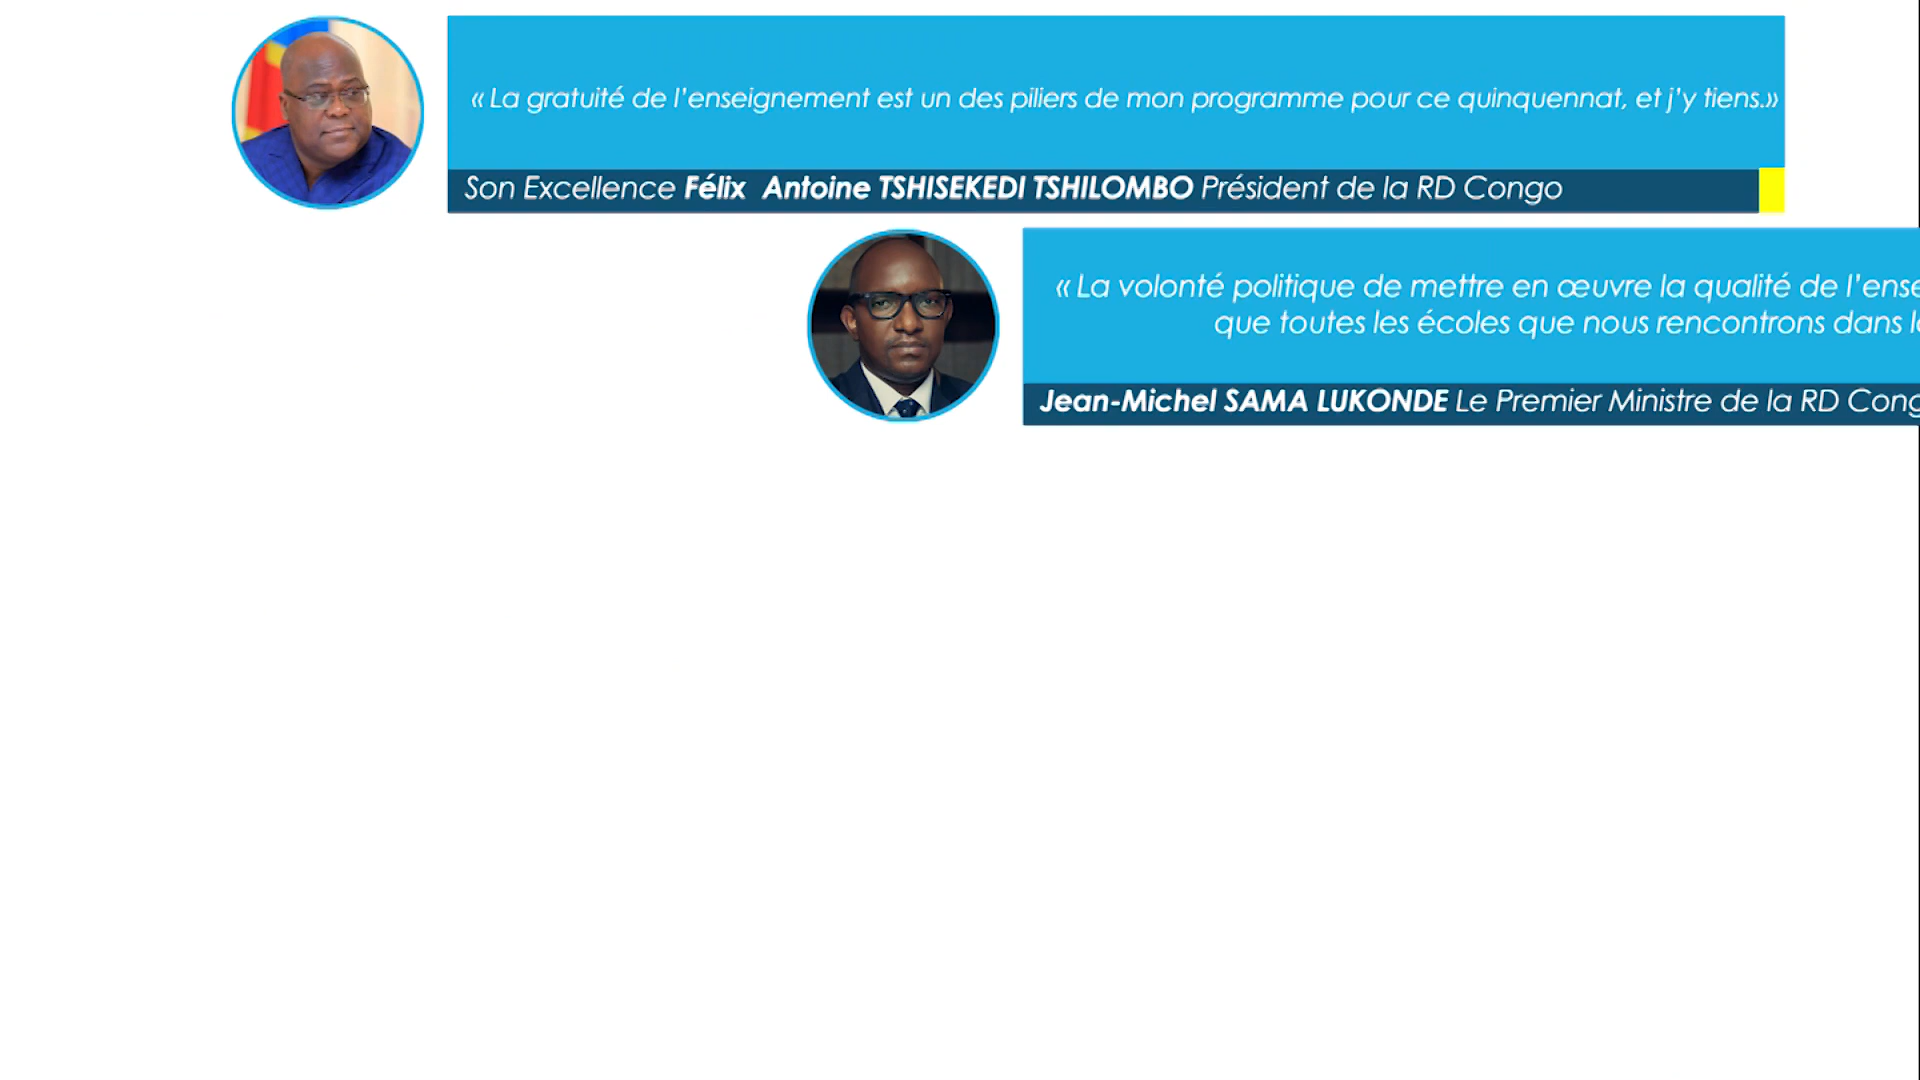 « La gratuité de l’enseignement est un des piliers de mon programme pour ce quinquennat, et j’y tiens.»
Son Excellence Félix Antoine TSHISEKEDI TSHILOMBO Président de la RD Congo
« La volonté politique de mettre en œuvre la qualité de l’ense
que toutes les écoles que nous rencontrons dans l
Jean-Michel SAMA LUKONDE Le Premier Ministre de la RD Cong